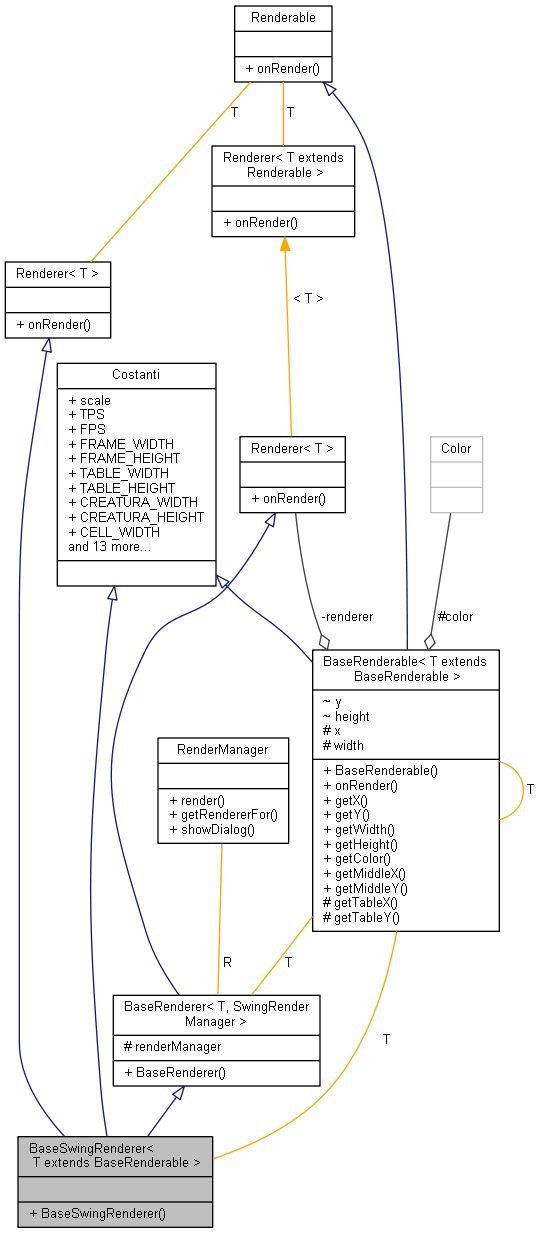 Renderable
+ onRender()
T
T
Renderer< T extends
Renderable >
+ onRender()
Renderer< T >
+ onRender()
< T >
Costanti
+ scale
+ TPS
+ FPS
+ FRAME_WIDTH
+ FRAME_HEIGHT
+ TABLE_WIDTH
+ TABLE_HEIGHT
+ CREATURA_WIDTH
+ CREATURA_HEIGHT
+ CELL_WIDTH
and 13 more...
Renderer< T >
+ onRender()
Color
-renderer
#color
BaseRenderable< T extends
BaseRenderable >
~ y
~ height
# x
# width
+ BaseRenderable()
+ onRender()
+ getX()
+ getY()
+ getWidth()
+ getHeight()
+ getColor()
+ getMiddleX()
+ getMiddleY()
# getTableX()
# getTableY()
T
RenderManager
+ render()
+ getRendererFor()
+ showDialog()
R
T
T
BaseRenderer< T, SwingRender
Manager >
# renderManager
+ BaseRenderer()
BaseSwingRenderer<
T extends BaseRenderable >
+ BaseSwingRenderer()